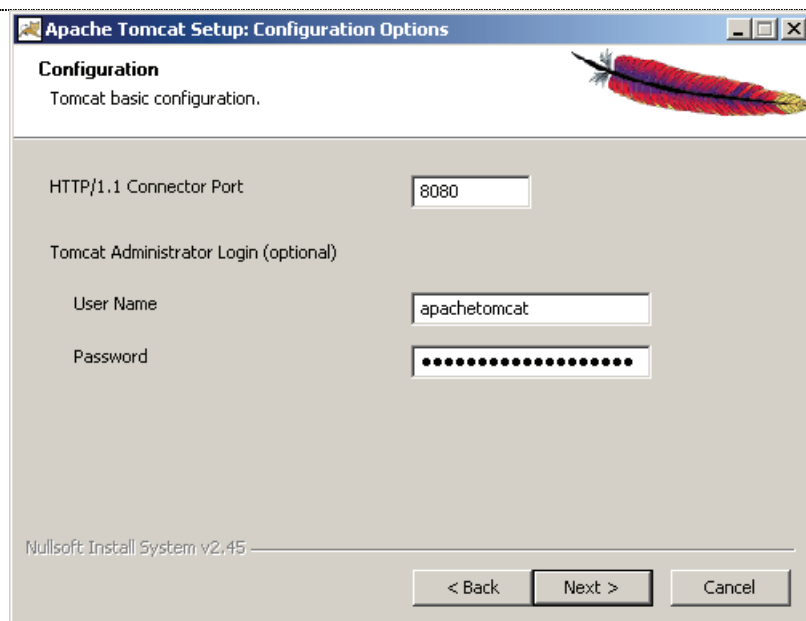 Apache Tomcat Setup: Configuration Options
Configuration
Tomcat basic configuration.
HTTP/1.1 Connector Port
8080
Tomcat Administrator Login (optional)
User Name
apachetomcat
Password
●●●●●●●●●●●●●●●●●●●
Nullsoft Install System v2.45
< Back
Next >
Cancel